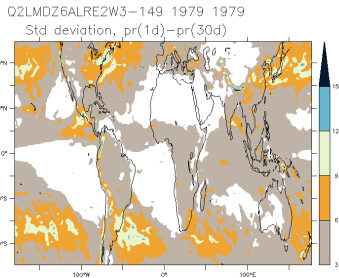 Q2LMDZ6ALRE2W3-149 1979 1979
Std deviation, pr(1d)-pr(30d)
°N
15
°N
12
0°
9
°S
6
°S
3
100°W
0°
100°E